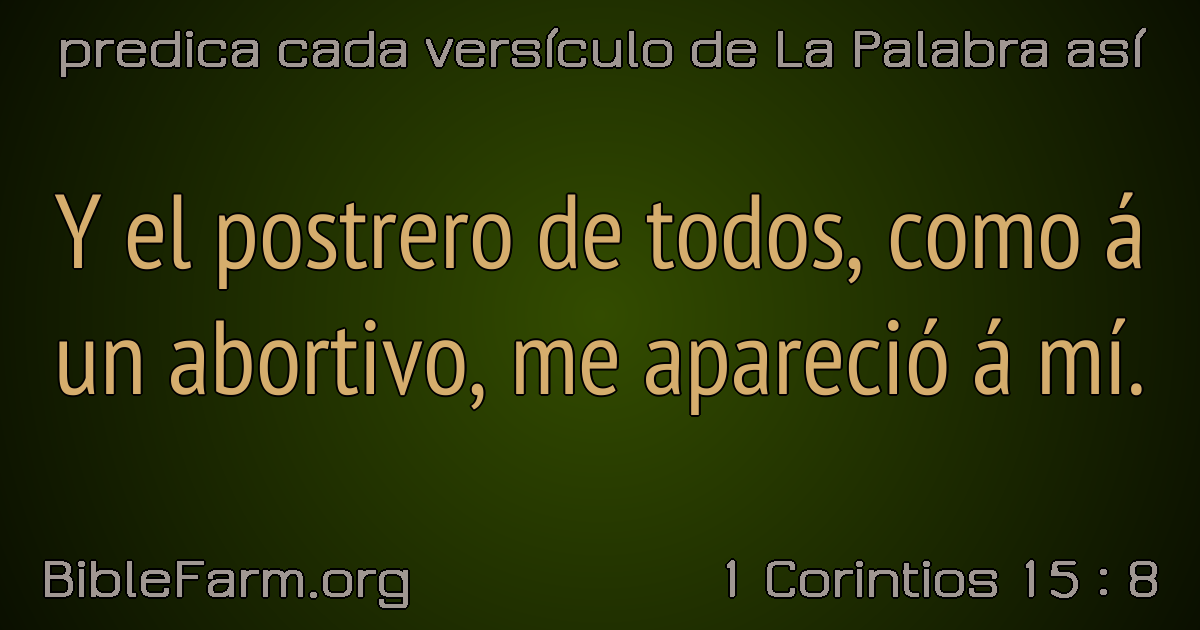 predica cada versículo de La Palabra así
Y el postrero de todos, como á
un abortivo, me apareció á mí.
BibleFarm.org
1 Corintios 15 : 8